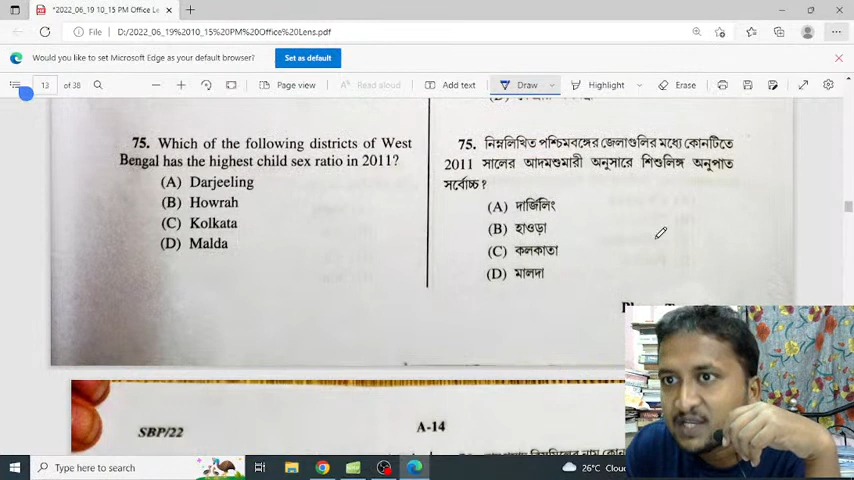 *2022_06_19 10_15 PM Office Le
File
D:/2022_06_19%2010_15%20PM%20Office%20Lens.pdf
Would you like to set Microsoft Edge as your default browser?
Set as default
13
of 38
Page view
Read aloud
Add text
Draw
Highlight
Erase
75. Which of the following districts of West
Bengal has the highest child sex ratio in 2011?
(A) Darjeeling
(B) Howrah
(C) Kolkata
(D) Malda
75. নিম্নলিখিত পশ্চিমবঙ্গের জেলাগুলির মধ্যে কোনটিতে
2011 সালের আদমশুমারী অনুসারে শিশুলিঙ্গ অনুপাত
সর্বোচ্চ?
(A) দার্জিলিং
(B) হাওড়া
(C) কলকাতা
(D) মালদা
SBP/22
A-14
Type here to search
26°C